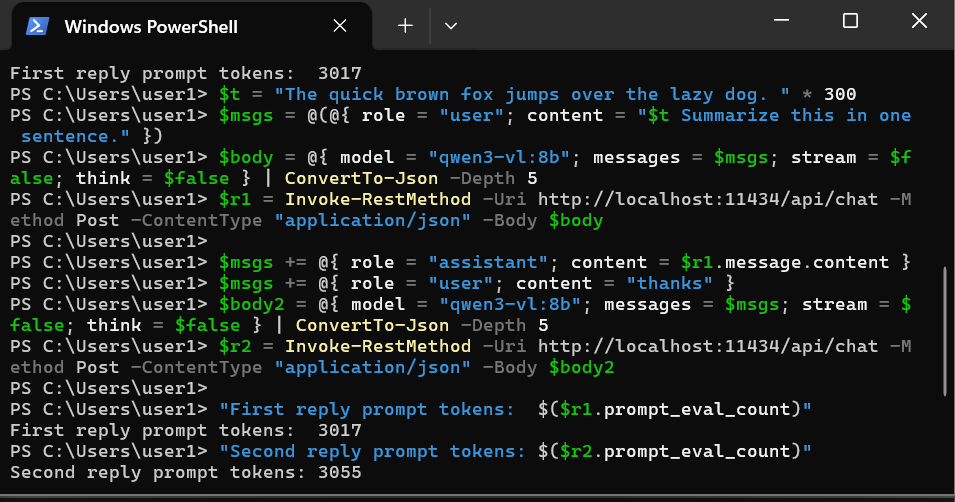 Windows PowerShell
First reply prompt tokens:  3017
PS C:\Users\user1> $t = "The quick brown fox jumps over the lazy dog. " * 300
PS C:\Users\user1> $msgs = @(@{ role = "user"; content = "$t Summarize this in one
 sentence." })
PS C:\Users\user1> $body = @{ model = "qwen3-vl:8b"; messages = $msgs; stream = $f
alse; think = $false } | ConvertTo-Json -Depth 5
PS C:\Users\user1> $r1 = Invoke-RestMethod -Uri http://localhost:11434/api/chat -M
ethod Post -ContentType "application/json" -Body $body
PS C:\Users\user1>
PS C:\Users\user1> $msgs += @{ role = "assistant"; content = $r1.message.content }
PS C:\Users\user1> $msgs += @{ role = "user"; content = "thanks" }
PS C:\Users\user1> $body2 = @{ model = "qwen3-vl:8b"; messages = $msgs; stream = $
false; think = $false } | ConvertTo-Json -Depth 5
PS C:\Users\user1> $r2 = Invoke-RestMethod -Uri http://localhost:11434/api/chat -M
ethod Post -ContentType "application/json" -Body $body2
PS C:\Users\user1>
PS C:\Users\user1> "First reply prompt tokens:  $($r1.prompt_eval_count)"
First reply prompt tokens:  3017
PS C:\Users\user1> "Second reply prompt tokens: $($r2.prompt_eval_count)"
Second reply prompt tokens: 3055